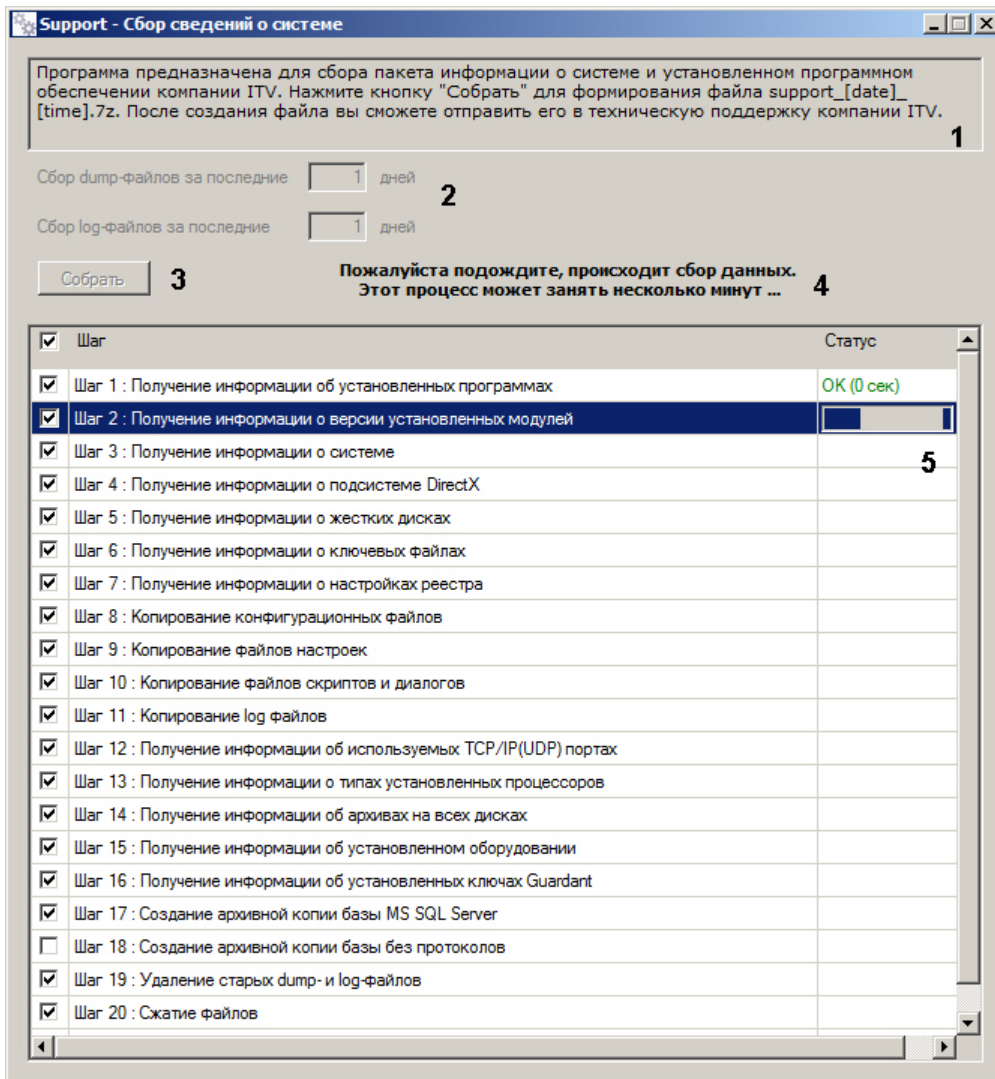 Support - Сбор сведений о системе
Программа предназначена для сбора пакета информации о системе и установленном программном
обеспечении компании ITV. Нажмите кнопку "Собрать" для формирования файла support_[date]_
[time].7z. После создания файла вы сможете отправить его в техническую поддержку компании ITV.
1
Сбор dump-файлов за последние 1 дней
2
Сбор log-файлов за последние 1 дней
Собрать 3
Пожалуйста подождите, происходит сбор данных.
Этот процесс может занять несколько минут ... 4
Шаг Статус
Шаг 1 : Получение информации об установленных программах OK (0 сек)
Шаг 2 : Получение информации о версии установленных модулей
Шаг 3 : Получение информации о системе 5
Шаг 4 : Получение информации о подсистеме DirectX
Шаг 5 : Получение информации о жестких дисках
Шаг 6 : Получение информации о ключевых файлах
Шаг 7 : Получение информации о настройках реестра
Шаг 8 : Копирование конфигурационных файлов
Шаг 9 : Копирование файлов настроек
Шаг 10 : Копирование файлов скриптов и диалогов
Шаг 11 : Копирование log файлов
Шаг 12 : Получение информации об используемых TCP/IP(UDP) портах
Шаг 13 : Получение информации о типах установленных процессоров
Шаг 14 : Получение информации об архивах на всех дисках
Шаг 15 : Получение информации об установленном оборудовании
Шаг 16 : Получение информации об установленных ключах Guardant
Шаг 17 : Создание архивной копии базы MS SQL Server
Шаг 18 : Создание архивной копии базы без протоколов
Шаг 19 : Удаление старых dump- и log-файлов
Шаг 20 : Сжатие файлов